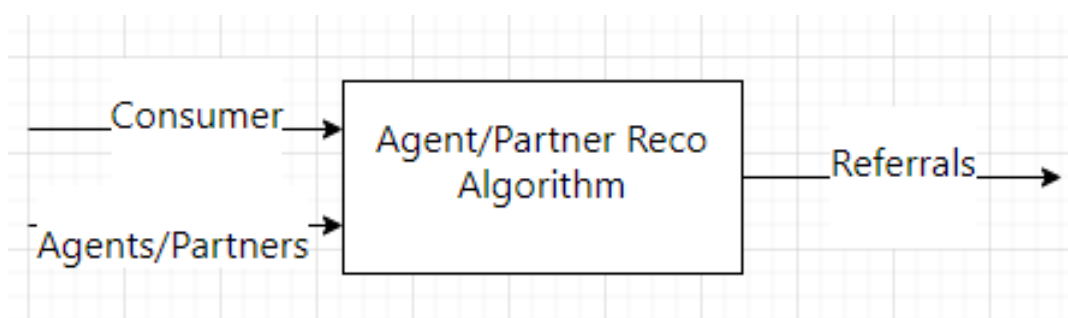 Consumer
Agents/Partners
Agent/Partner Reco
Algorithm
Referrals